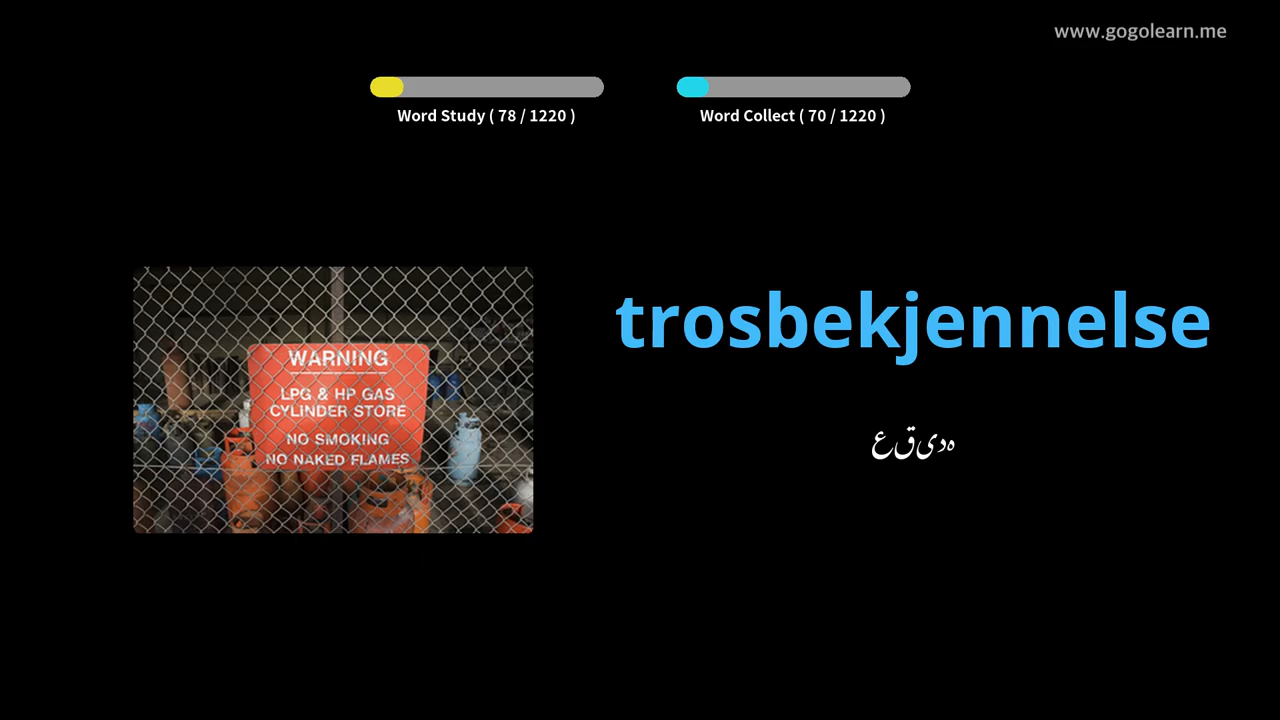 www.gogolearn.me
Word Study ( 78 / 1220 )
Word Collect ( 70 / 1220 )
WARNING
LPG & HP GAS
CYLINDER STORE
NO SMOKING
NO NAKED FLAMES
trosbekjennelse
ہدیقع